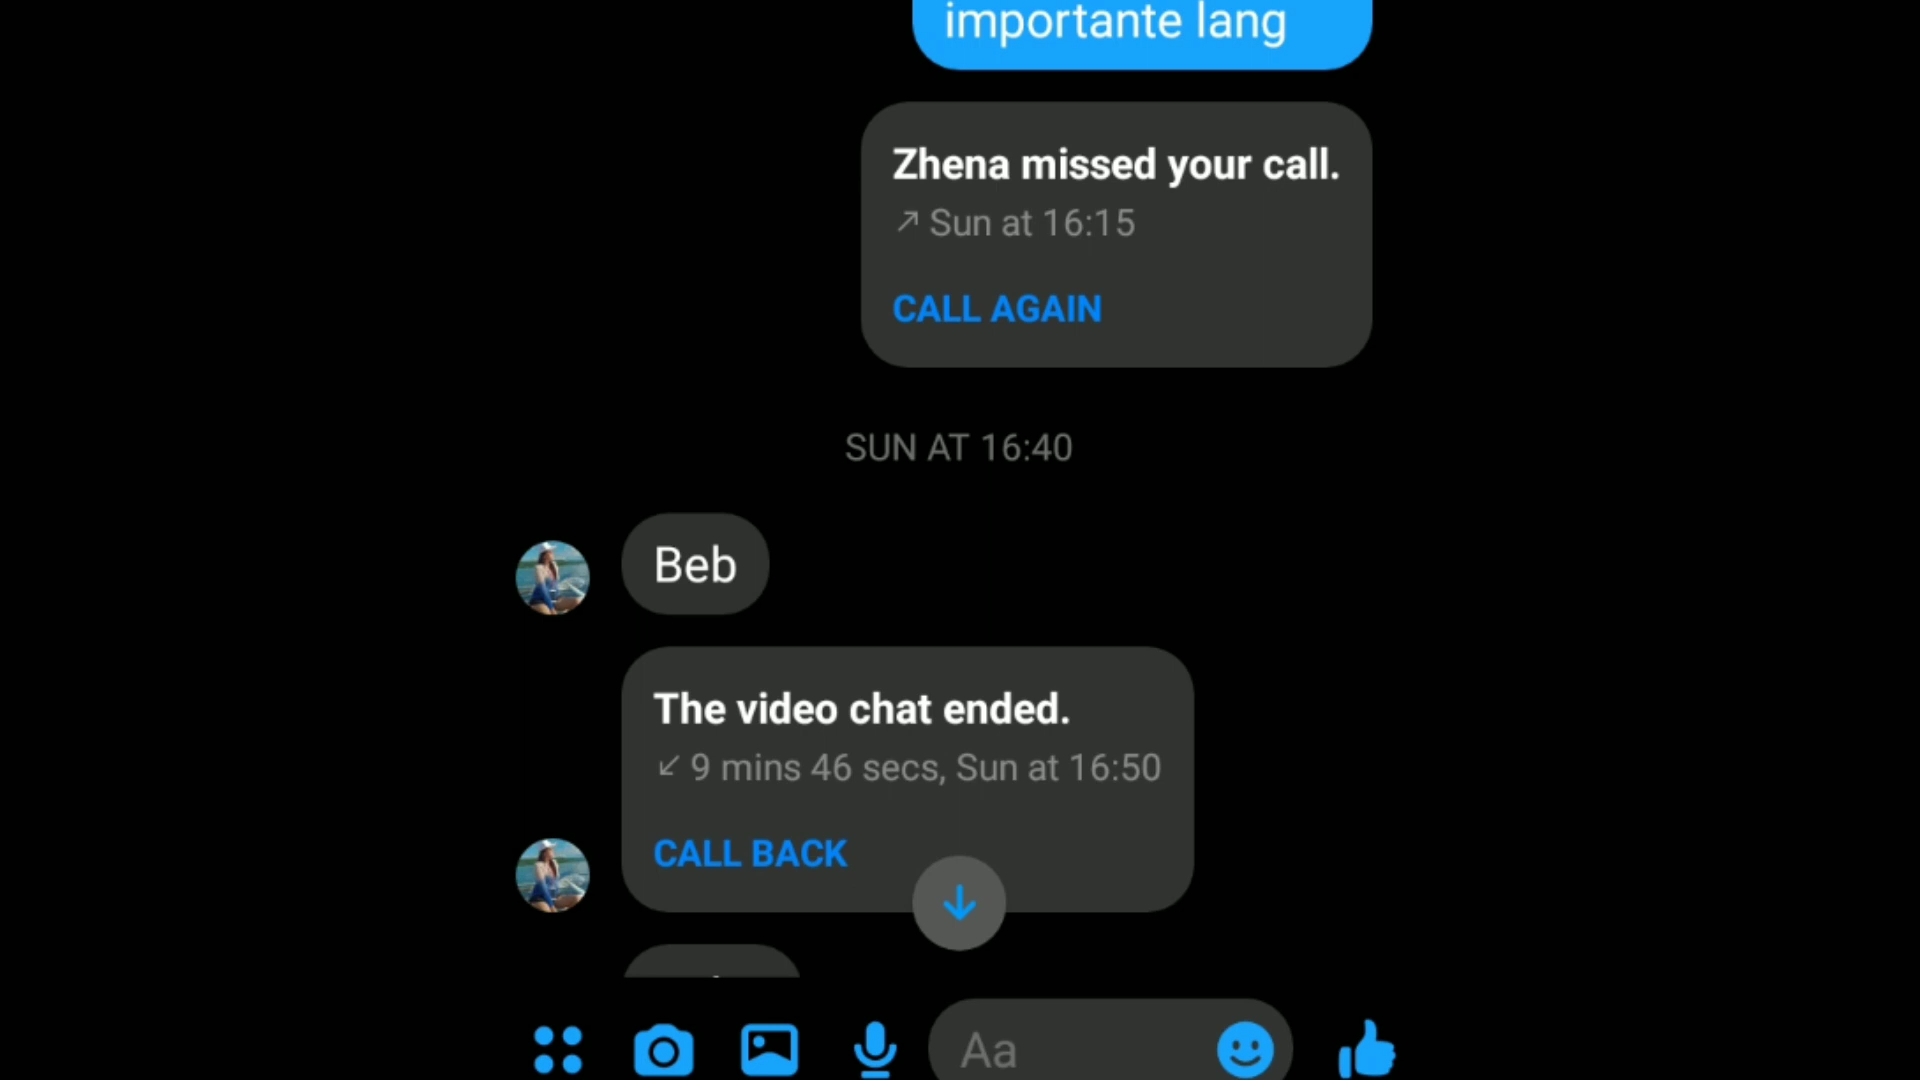 importante lang
Zhena missed your call.
↗ Sun at 16:15
CALL AGAIN
SUN AT 16:40
Beb
The video chat ended.
↙ 9 mins 46 secs, Sun at 16:50
CALL BACK
Aa